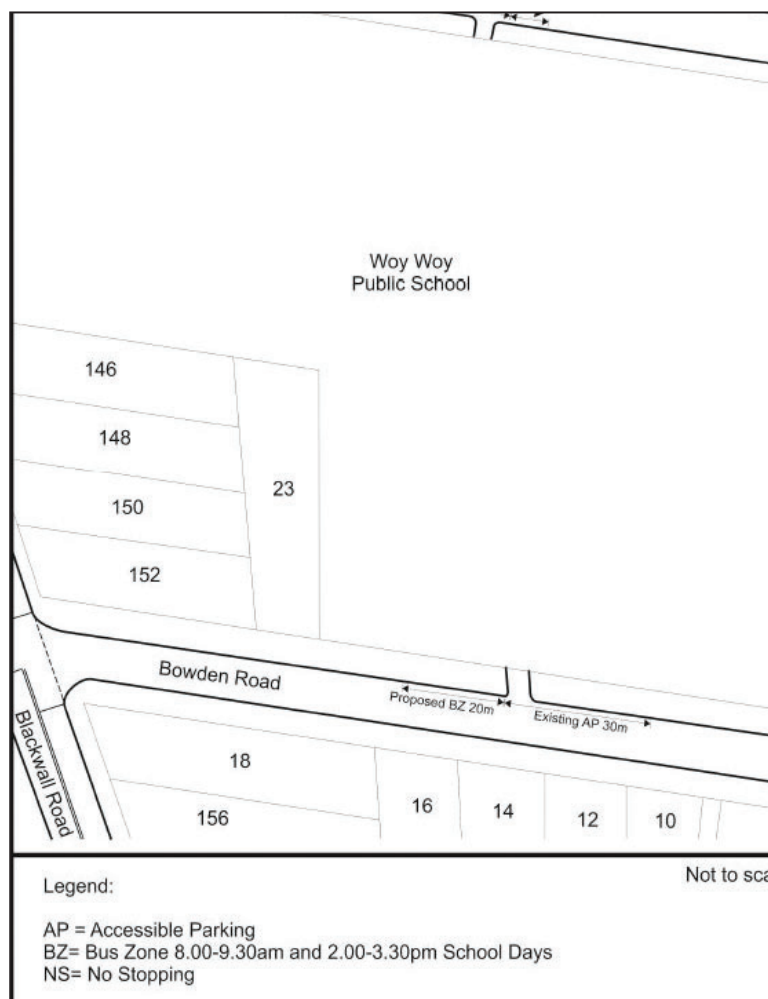 Woy Woy
Public School
146
148
150
152
23
Bowden Road
Proposed BZ 20m
Existing AP 30m
Blackwall Road
18
156
16
14
12
10
Not to sca
Legend:
AP = Accessible Parking
BZ= Bus Zone 8.00-9.30am and 2.00-3.30pm School Days
NS= No Stopping